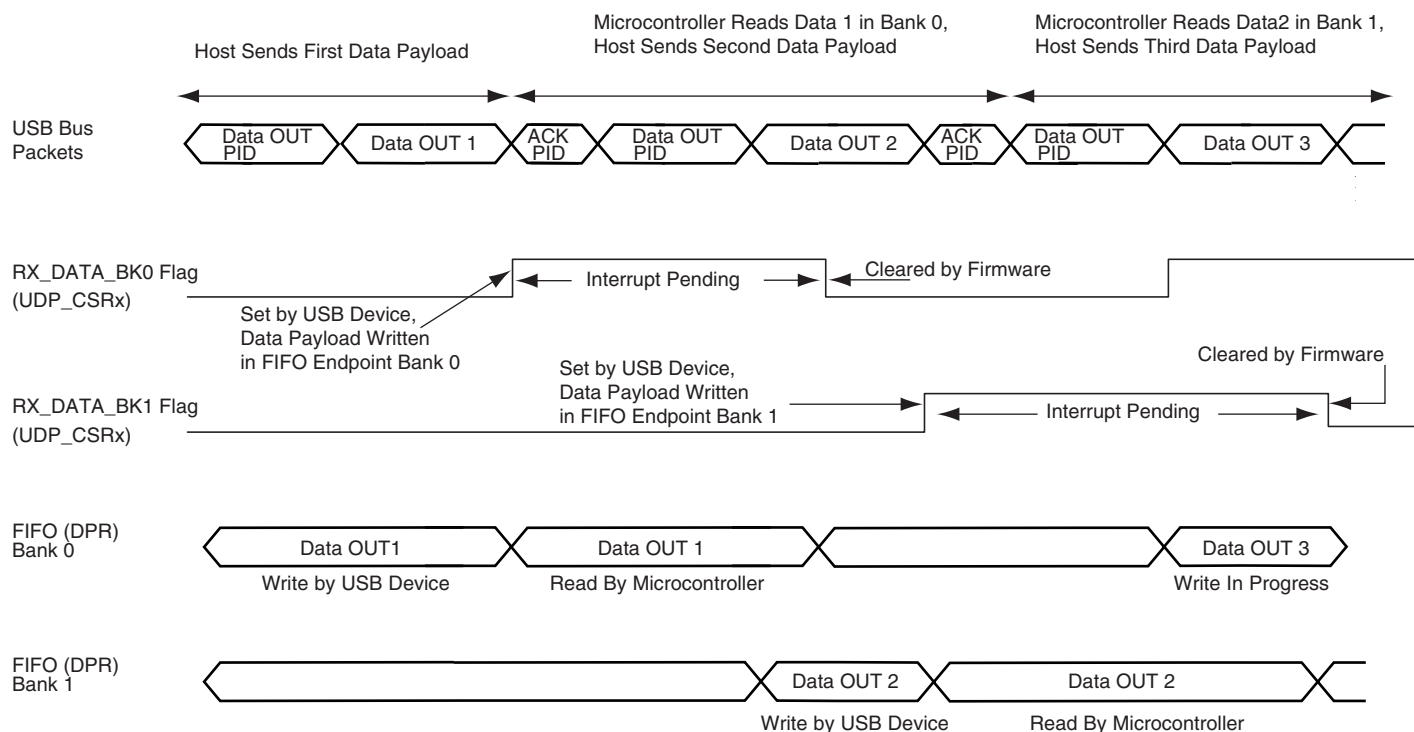 Microcontroller Reads Data 1 in Bank 0,
Host Sends Second Data Payload
Microcontroller Reads Data2 in Bank 1,
Host Sends Third Data Payload
Host Sends First Data Payload
USB Bus
Packets
Data OUT
PID
Data OUT 1
ACK
PID
Data OUT
PID
Data OUT 2
ACK
PID
Data OUT
PID
Data OUT 3
RX_DATA_BK0 Flag
(UDP_CSRx)
Interrupt Pending
Cleared by Firmware
Set by USB Device,
Data Payload Written
in FIFO Endpoint Bank 0
Cleared by Firmware
Set by USB Device,
Data Payload Written
in FIFO Endpoint Bank 1
RX_DATA_BK1 Flag
(UDP_CSRx)
Interrupt Pending
FIFO (DPR)
Bank 0
Data OUT1
Data OUT 1
Data OUT 3
Write by USB Device
Read By Microcontroller
Write In Progress
FIFO (DPR)
Bank 1
Data OUT 2
Data OUT 2
Write by USB Device
Read By Microcontroller